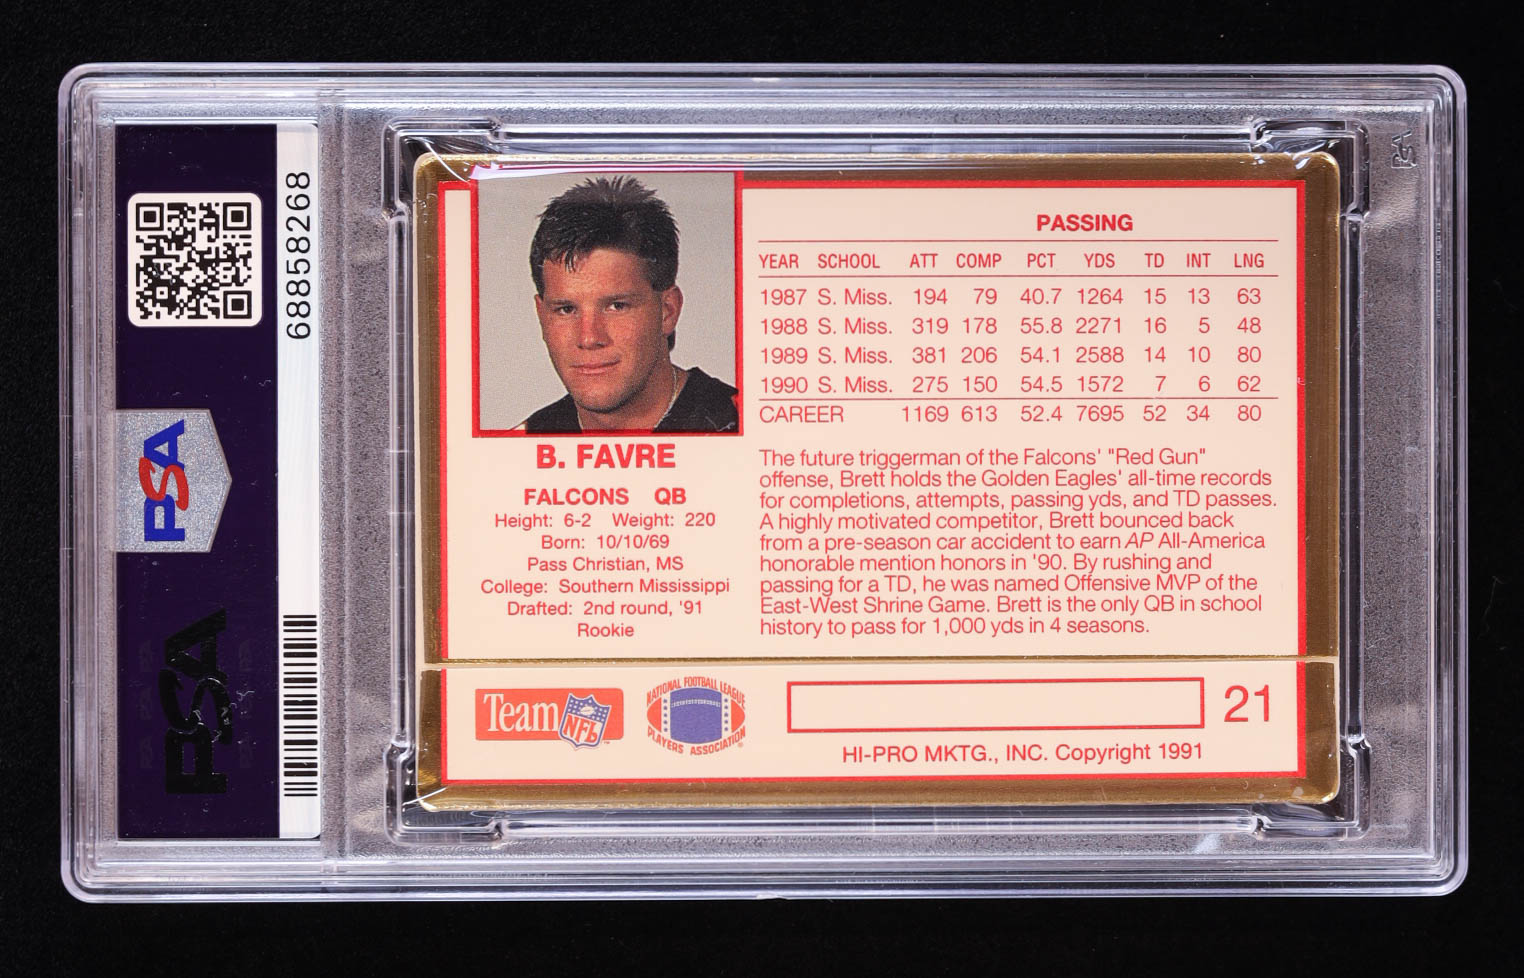 PSA
68858268
PSA
PSA
B. FAVRE
FALCONS QB
Height: 6-2 Weight: 220
Born: 10/10/69
Pass Christian, MS
College: Southern Mississippi
Drafted: 2nd round, '91
Rookie
PASSING
YEAR SCHOOL ATT COMP PCT YDS TD INT LNG
1987 S. Miss. 194 79 40.7 1264 15 13 63
1988 S. Miss. 319 178 55.8 2271 16 5 48
1989 S. Miss. 381 206 54.1 2588 14 10 80
1990 S. Miss. 275 150 54.5 1572 7 6 62
CAREER 1169 613 52.4 7695 52 34 80
The future triggerman of the Falcons' "Red Gun"
offense, Brett holds the Golden Eagles' all-time records
for completions, attempts, passing yds, and TD passes.
A highly motivated competitor, Brett bounced back
from a pre-season car accident to earn AP All-America
honorable mention honors in '90. By rushing and
passing for a TD, he was named Offensive MVP of the
East-West Shrine Game. Brett is the only QB in school
history to pass for 1,000 yds in 4 seasons.
Team NFL
NATIONAL FOOTBALL LEAGUE
PLAYERS ASSOCIATION
21
HI-PRO MKTG., INC. Copyright 1991
PSA